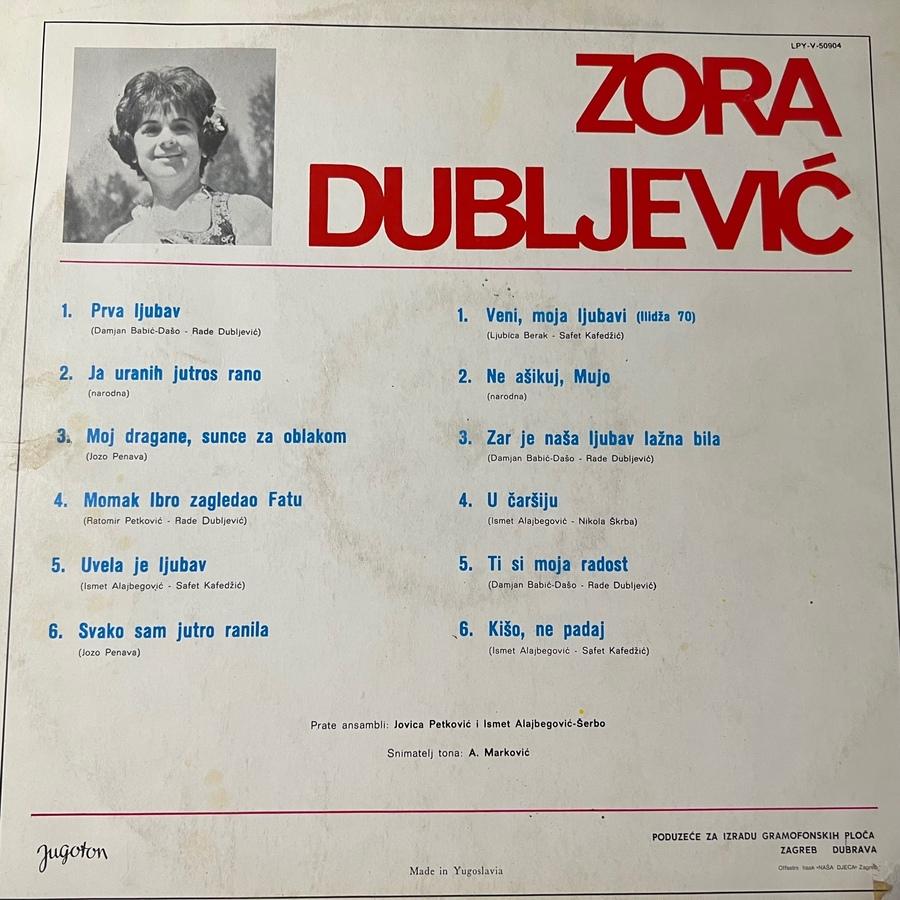 LPY-V-50904
ZORA
DUBLJEVIĆ
1. Prva ljubav
(Damjan Babić-Dašo - Rade Dubljević)
2. Ja uranih jutros rano
(narodna)
3. Moj dragane, sunce za oblakom
(Jozo Penava)
4. Momak Ibro zagledao Fatu
(Ratomir Petković - Rade Dubljević)
5. Uvela je ljubav
(Ismet Alajbegović - Safet Kafedžić)
6. Svako sam jutro ranila
(Jozo Penava)
1. Veni, moja ljubavi (Ilidža 70)
(Ljubica Berak - Safet Kafedžić)
2. Ne ašikuj, Mujo
(narodna)
3. Zar je naša ljubav lažna bila
(Damjan Babić-Dašo - Rade Dubljević)
4. U čaršiju
(Ismet Alajbegović - Nikola Škrba)
5. Ti si moja radost
(Damjan Babić-Dašo - Rade Dubljević)
6. Kišo, ne padaj
(Ismet Alajbegović - Safet Kafedžić)
Prate ansambli: Jovica Petković i Ismet Alajbegović-Šerbo
Snimatelj tona: A. Marković
Jugoton
PODUZEĆE ZA IZRADU GRAMOFONSKIH PLOČA
ZAGREB DUBRAVA
Made in Yugoslavia
«NAŠA DJECA» Zagreb